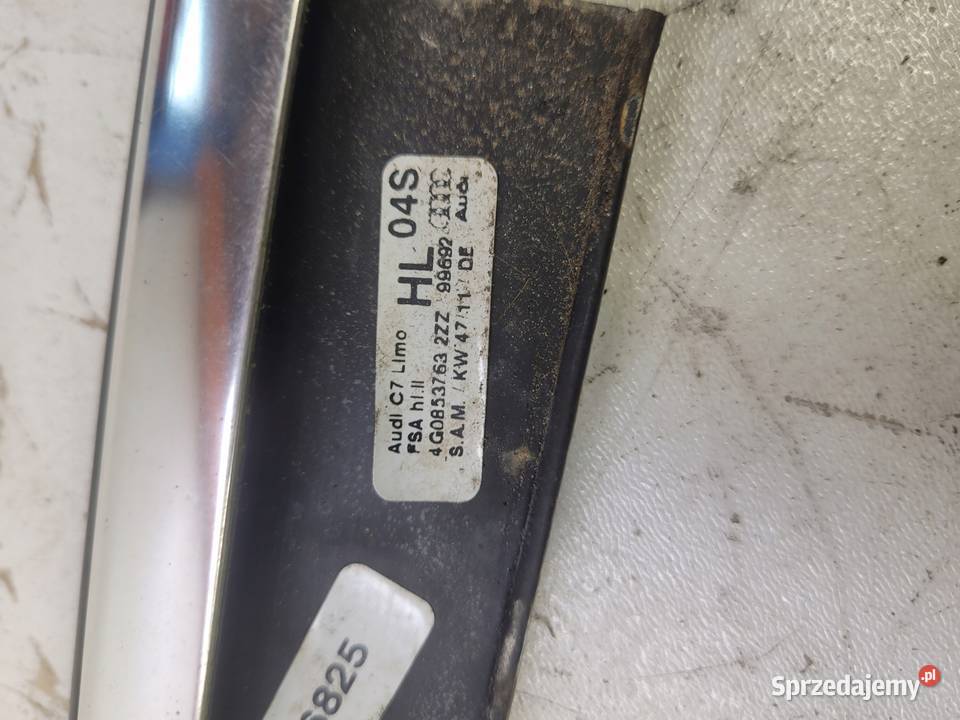 Audi C7 Limo
FSA hl.li
HL 04S
4G0853763 2ZZ 99692
S.A.M. / KW 47/11/ DE Audi
6825
Sprzedajemy.pl